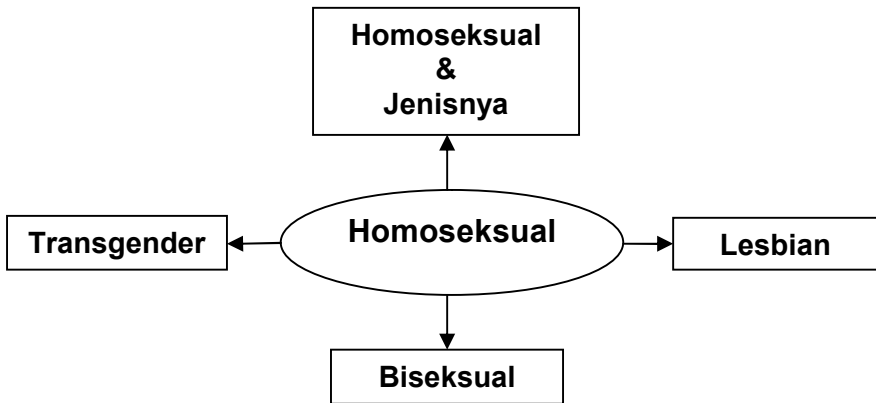 Homoseksual
&
Jenisnya
Homoseksual
Transgender
Lesbian
Biseksual